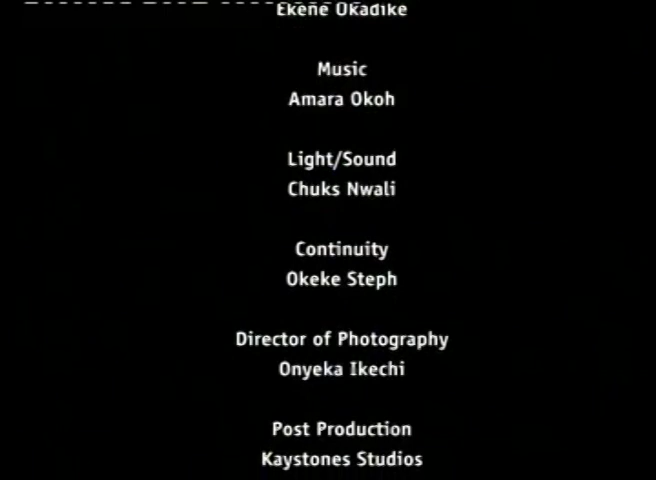 Ekene Okadike
Music
Amara Okoh
Light/Sound
Chuks Nwali
Continuity
Okeke Steph
Director of Photography
Onyeka Ikechi
Post Production
Kaystones Studios